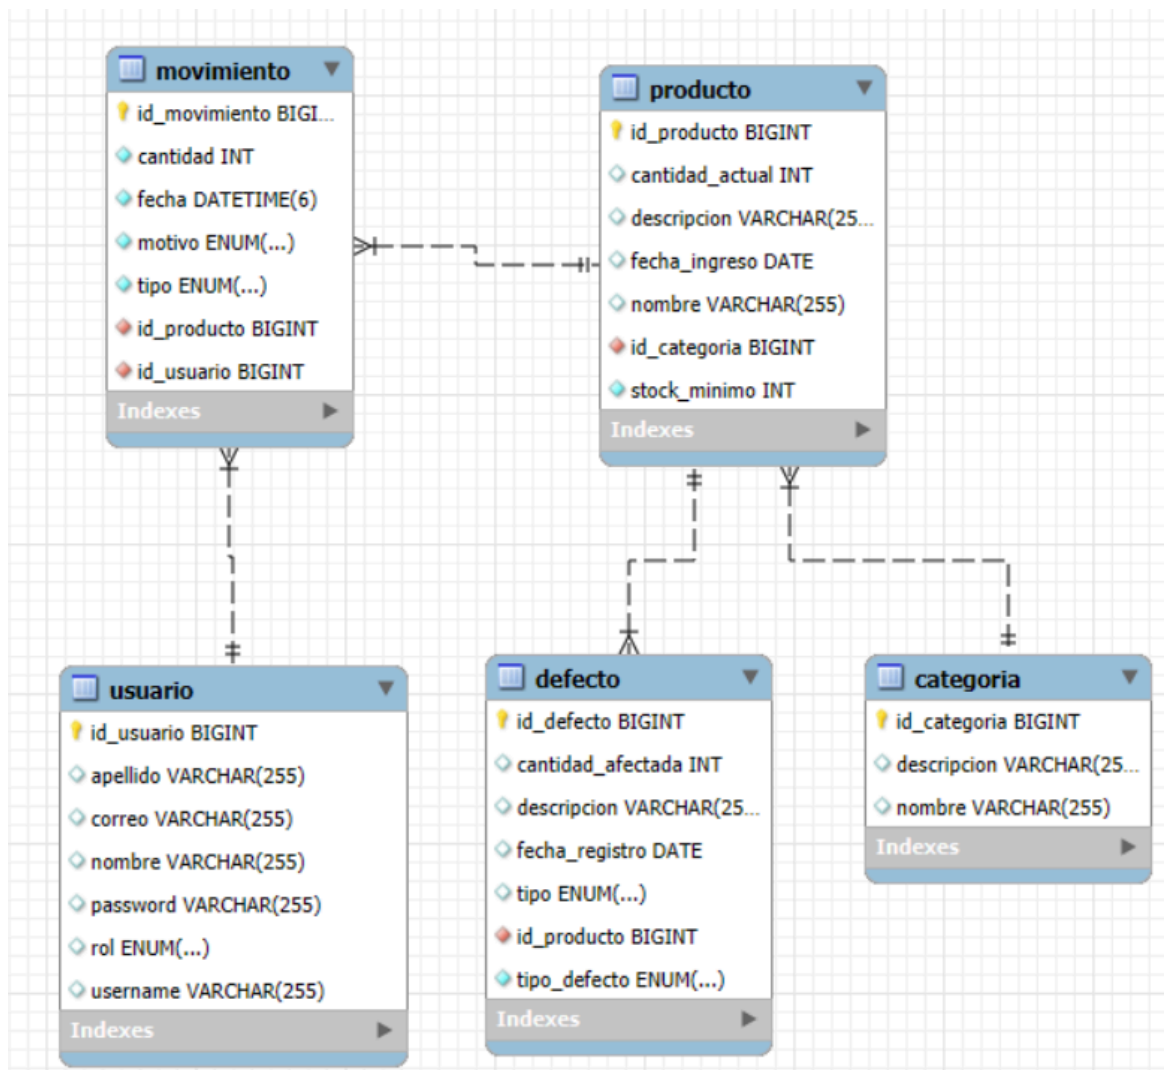 movimiento
id_movimiento BIGI...
cantidad INT
fecha DATETIME(6)
motivo ENUM(...)
tipo ENUM(...)
id_producto BIGINT
id_usuario BIGINT
Indexes
producto
id_producto BIGINT
cantidad_actual INT
descripcion VARCHAR(25...
fecha_ingreso DATE
nombre VARCHAR(255)
id_categoria BIGINT
stock_minimo INT
Indexes
usuario
id_usuario BIGINT
apellido VARCHAR(255)
correo VARCHAR(255)
nombre VARCHAR(255)
password VARCHAR(255)
rol ENUM(...)
username VARCHAR(255)
Indexes
defecto
id_defecto BIGINT
cantidad_afectada INT
descripcion VARCHAR(25...
fecha_registro DATE
tipo ENUM(...)
id_producto BIGINT
tipo_defecto ENUM(...)
Indexes
categoria
id_categoria BIGINT
descripcion VARCHAR(25...
nombre VARCHAR(255)
Indexes